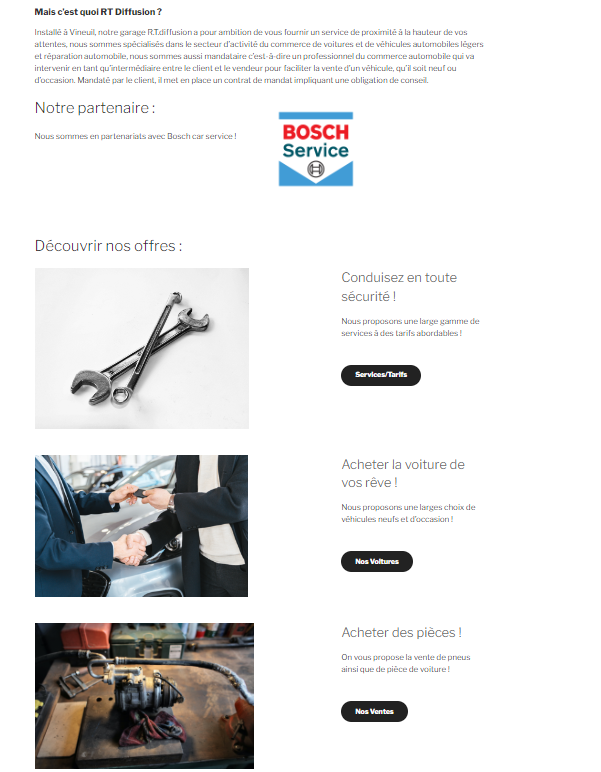 Mais c'est quoi RT Diffusion ?
Installé à Vineuil, notre garage R.T.diffusion a pour ambition de vous fournir un service de proximité à la hauteur de vos
attentes, nous sommes spécialisés dans le secteur d'activité du commerce de voitures et de véhicules automobiles légers
et réparation automobile, nous sommes aussi mandataire c'est-à-dire un professionnel du commerce automobile qui va
intervenir en tant qu'intermédiaire entre le client et le vendeur pour faciliter la vente d'un véhicule, qu'il soit neuf ou
d'occasion. Mandaté par le client, il met en place un contrat de mandat impliquant une obligation de conseil.
Notre partenaire :
Nous sommes en partenariats avec Bosch car service !
BOSCH
Service
Découvrir nos offres :
Conduisez en toute
sécurité !
Nous proposons une large gamme de
services à des tarifs abordables !
Services/Tarifs
Acheter la voiture de
vos rêve !
Nous proposons une larges choix de
véhicules neufs et d'occasion !
Nos Voitures
Acheter des pièces !
On vous propose la vente de pneus
ainsi que de pièce de voiture !
Nos Ventes